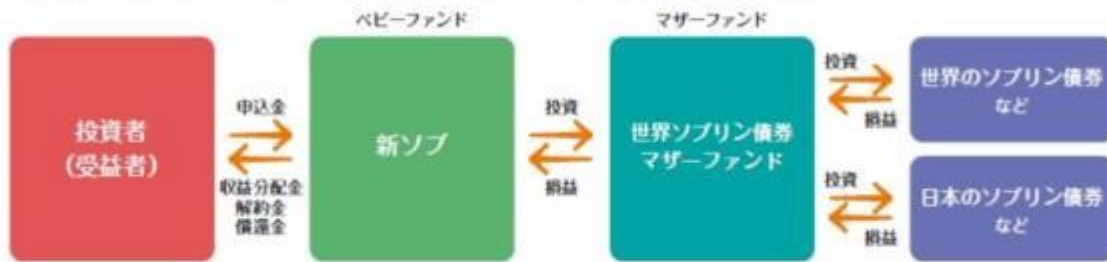 ベビーファンド
マザーファンド
投資者
(受益者)
申込金
収益分配金
解約金
償還金
新ソブ
投資
損益
世界ソブリン債券
マザーファンド
投資
損益
世界のソブリン債券
など
投資
損益
日本のソブリン債券
など